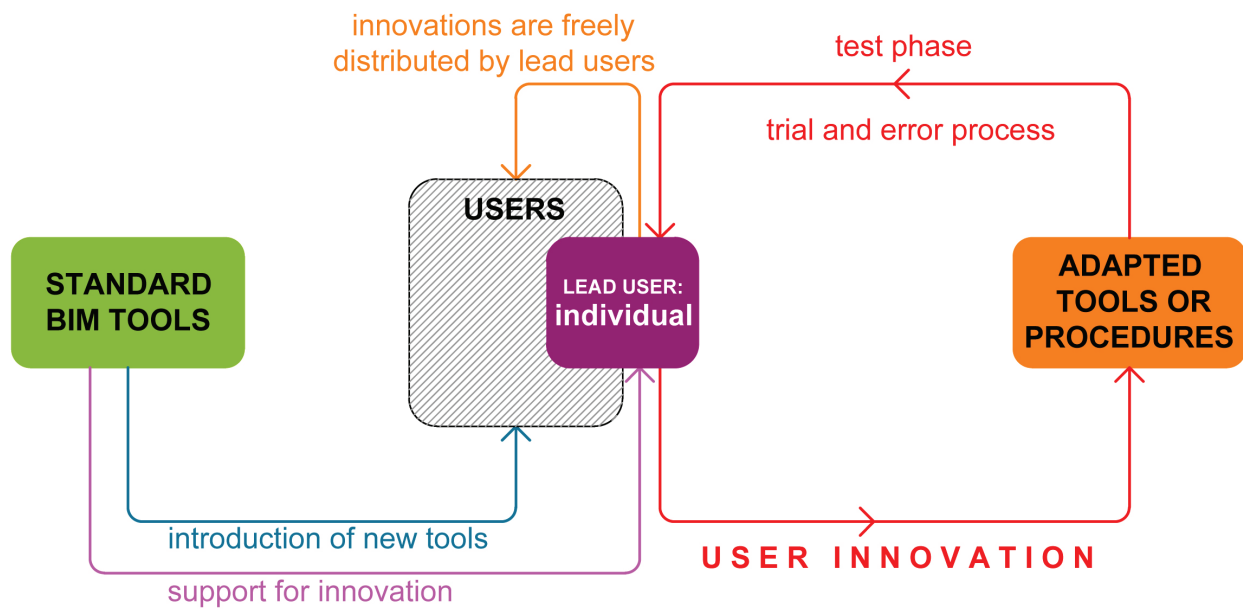 innovations are freely
distributed by lead users
test phase
trial and error process
USERS
STANDARD
BIM TOOLS
LEAD USER:
individual
ADAPTED
TOOLS OR
PROCEDURES
introduction of new tools
USER INNOVATION
support for innovation